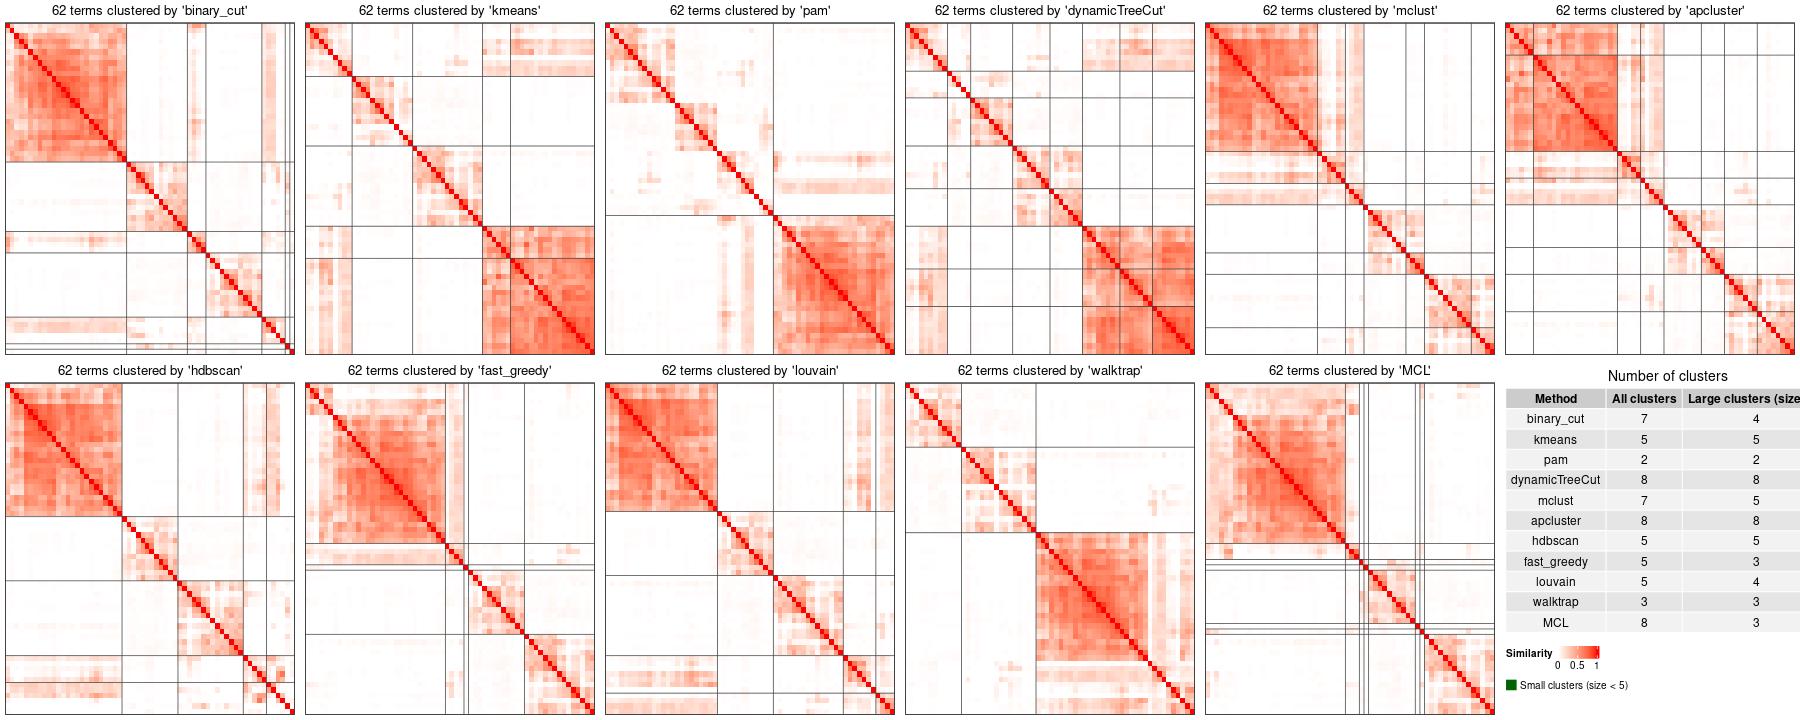 62 terms clustered by 'binary_cut'
62 terms clustered by 'kmeans'
62 terms clustered by 'pam'
62 terms clustered by 'dynamicTreeCut'
62 terms clustered by 'mclust'
62 terms clustered by 'apcluster'
62 terms clustered by 'hdbscan'
62 terms clustered by 'fast_greedy'
62 terms clustered by 'louvain'
62 terms clustered by 'walktrap'
62 terms clustered by 'MCL'
Number of clusters
Method All clusters Large clusters (size
binary_cut 7 4
kmeans 5 5
pam 2 2
dynamicTreeCut 8 8
mclust 7 5
apcluster 8 8
hdbscan 5 5
fast_greedy 5 3
louvain 5 4
walktrap 3 3
MCL 8 3
Similarity
0 0.5 1
Small clusters (size < 5)